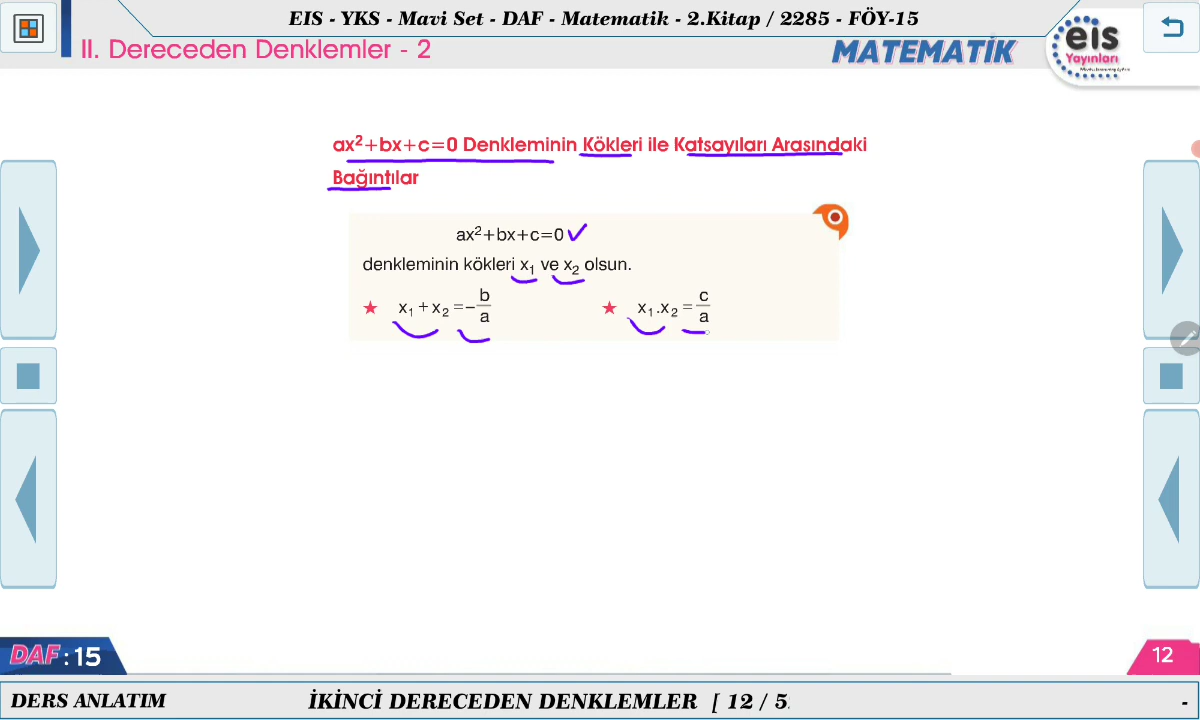 EIS - YKS - Mavi Set - DAF - Matematik - 2.Kitap / 2285 - FÖY-15
II. Dereceden Denklemler - 2
MATEMATİK
eis
Yayınları
ax²+bx+c=0 Denkleminin Kökleri ile Katsayıları Arasındaki
Bağıntılar
ax²+bx+c=0
denkleminin kökleri x₁ ve x₂ olsun.
★ x₁ + x₂ = -b/a ★ x₁.x₂ = c/a
DAF : 15
12
DERS ANLATIM İKİNCİ DERECEDEN DENKLEMLER [ 12 / 5 -